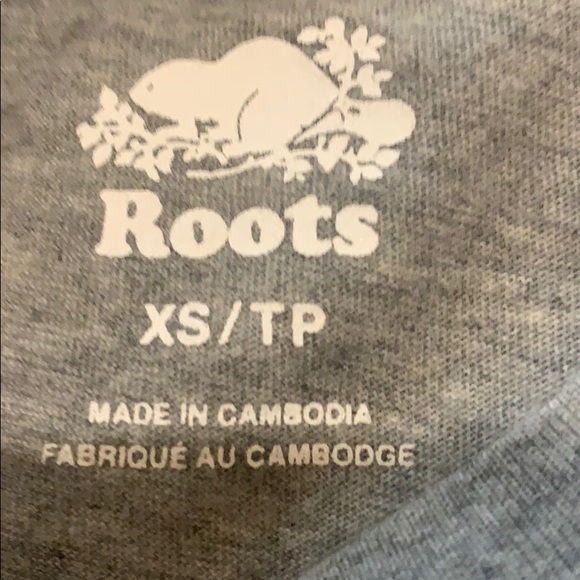 Roots
XS/TP
MADE IN CAMBODIA
FABRIQUÉ AU CAMBODGE